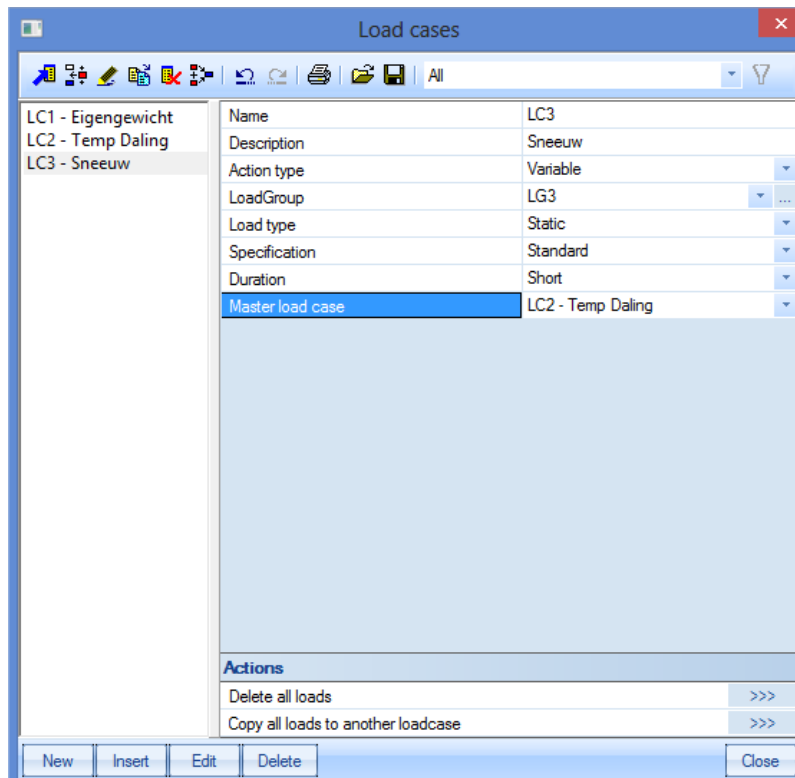 Load cases
All
LC1 - Eigengewicht
LC2 - Temp Daling
LC3 - Sneeuw
Name LC3
Description Sneeuw
Action type Variable
LoadGroup LG3 ...
Load type Static
Specification Standard
Duration Short
Master load case LC2 - Temp Daling
Actions
Delete all loads >>>
Copy all loads to another loadcase >>>
New Insert Edit Delete Close